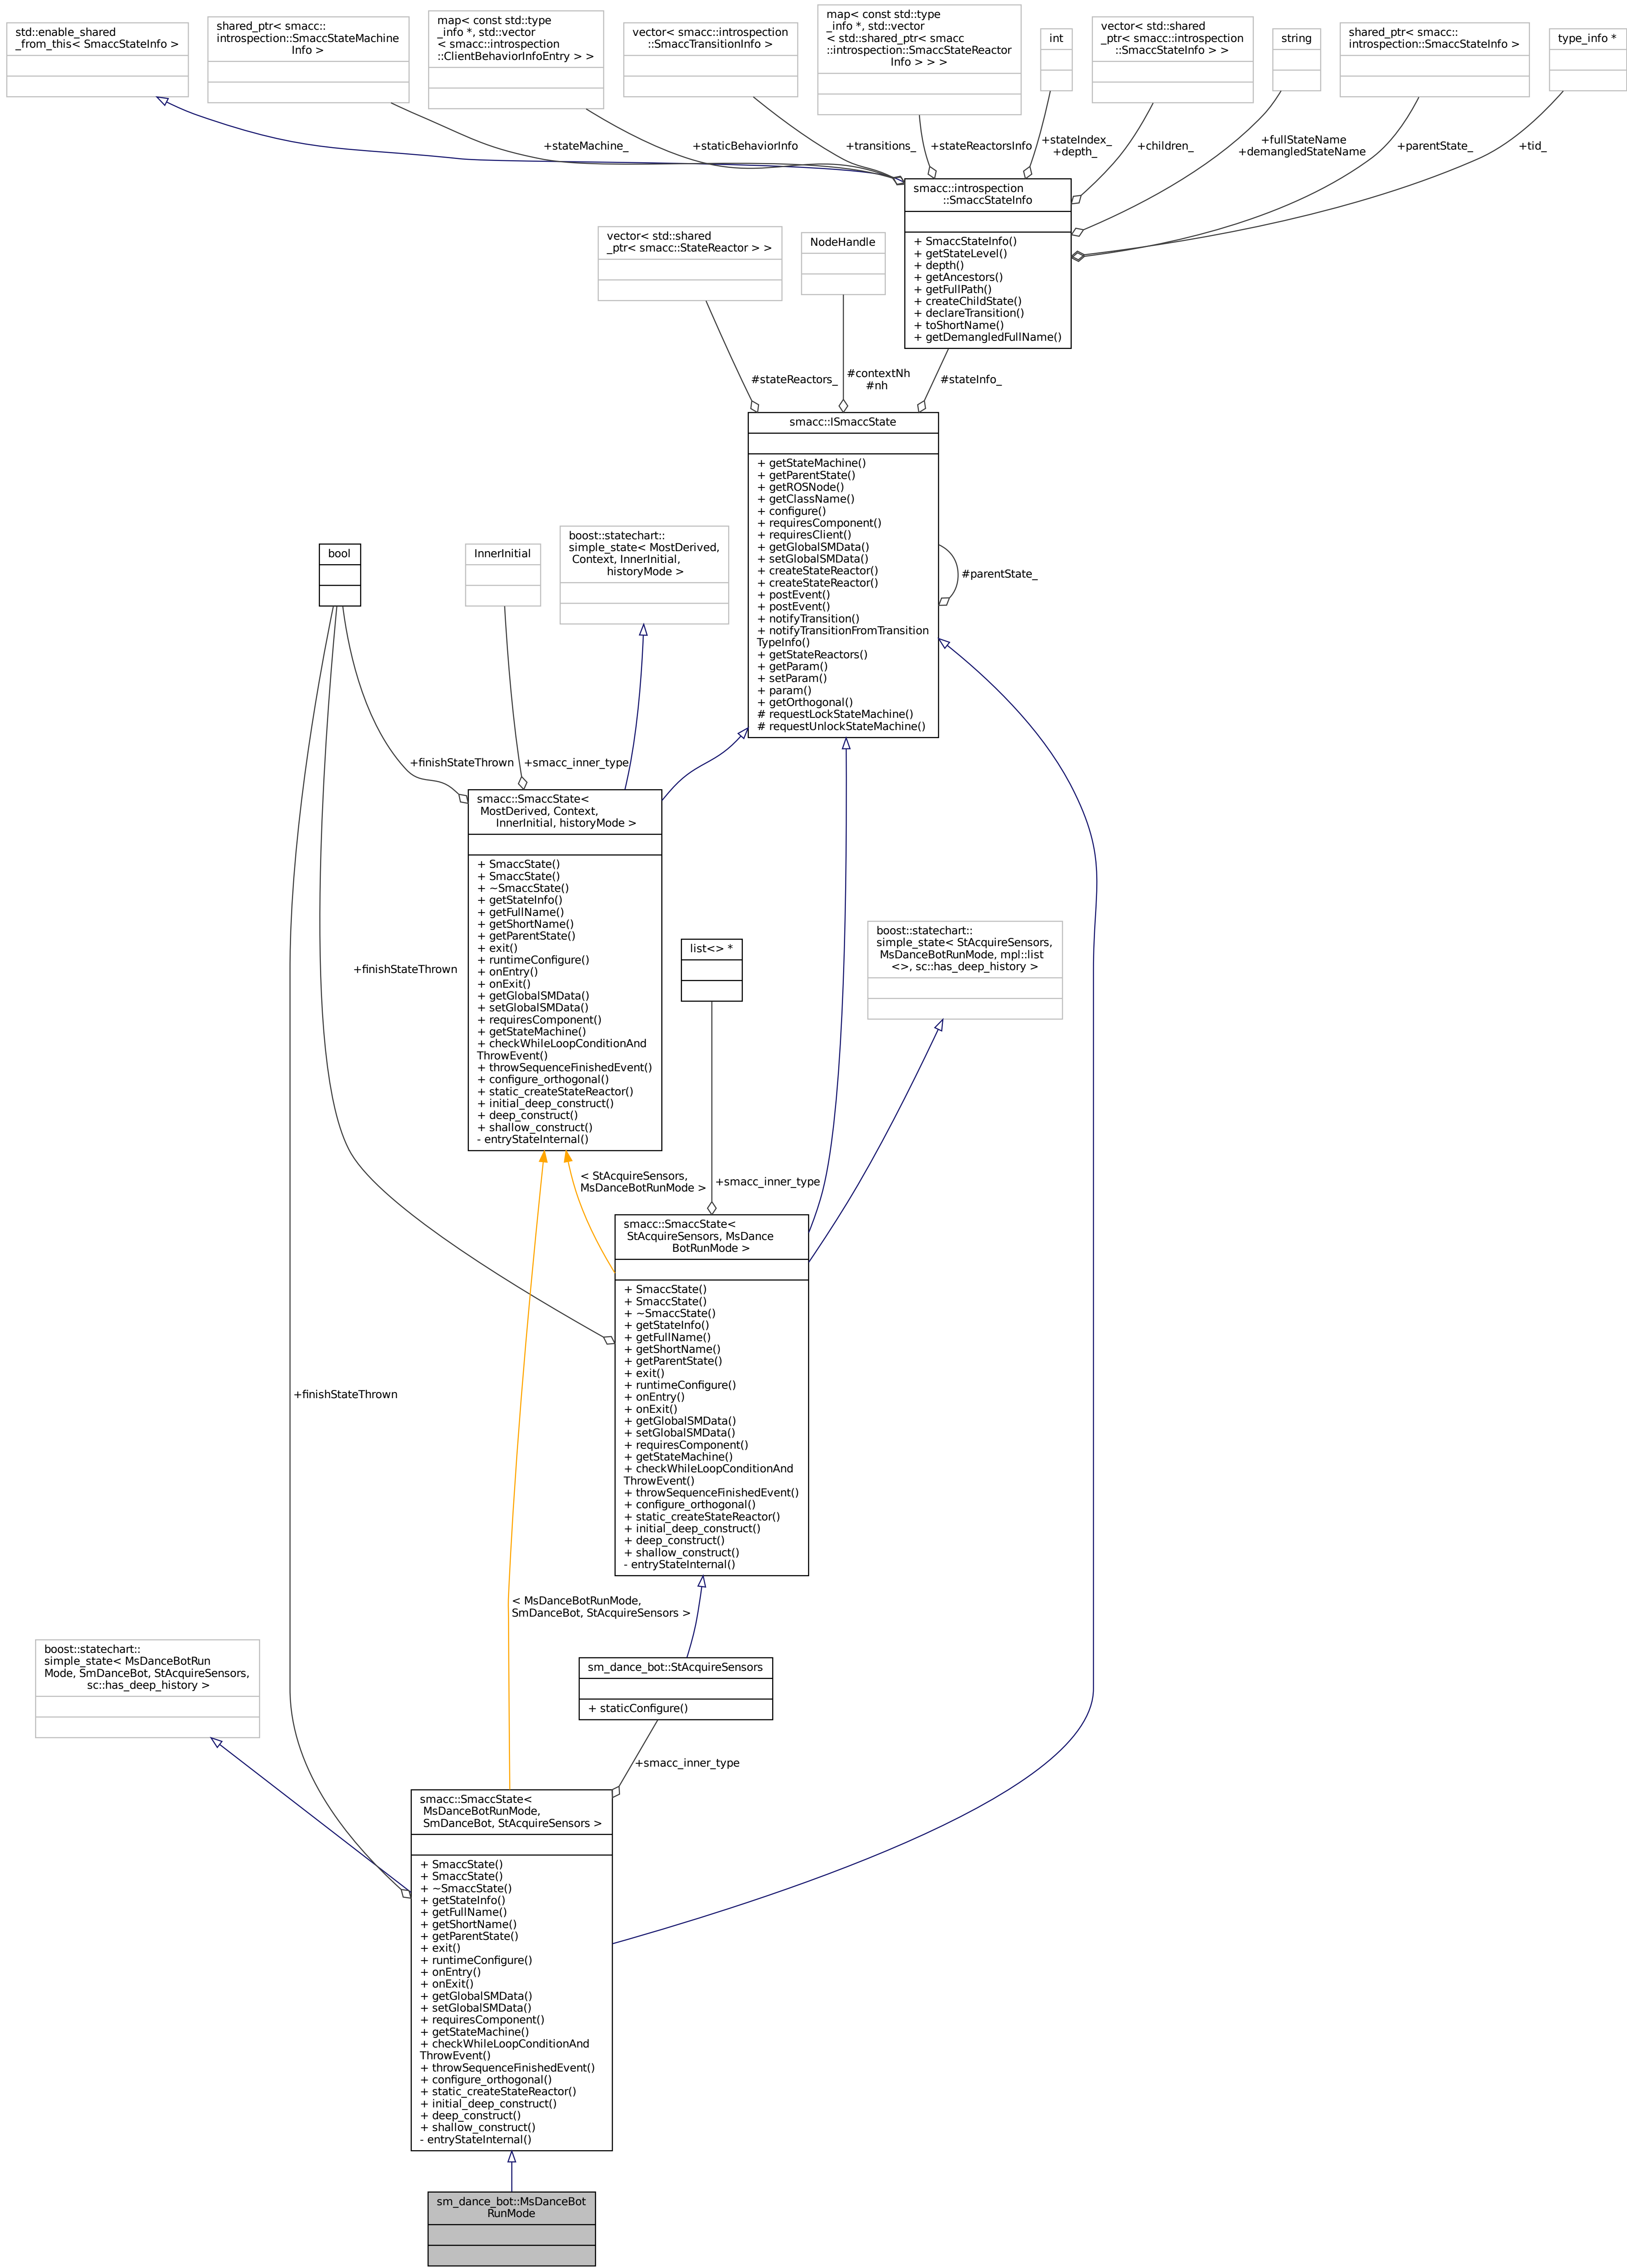 std::enable_shared
_from_this< SmaccStateInfo >
shared_ptr< smacc::
introspection::SmaccStateMachine
Info >
map< const std::type
_info *, std::vector
< smacc::introspection
::ClientBehaviorInfoEntry > >
vector< smacc::introspection
::SmaccTransitionInfo >
map< const std::type
_info *, std::vector
< std::shared_ptr< smacc
::introspection::SmaccStateReactor
Info > > >
int
vector< std::shared
_ptr< smacc::introspection
::SmaccStateInfo > >
string
shared_ptr< smacc::
introspection::SmaccStateInfo >
type_info *
+stateMachine_
+staticBehaviorInfo
+transitions_
+stateReactorsInfo
+stateIndex_
+depth_
+children_
+fullStateName
+demangledStateName
+parentState_
+tid_
smacc::introspection
::SmaccStateInfo
+ SmaccStateInfo()
+ getStateLevel()
+ depth()
+ getAncestors()
+ getFullPath()
+ createChildState()
+ declareTransition()
+ toShortName()
+ getDemangledFullName()
vector< std::shared
_ptr< smacc::StateReactor > >
NodeHandle
#stateReactors_
#contextNh
#nh
#stateInfo_
smacc::ISmaccState
+ getStateMachine()
+ getParentState()
+ getROSNode()
+ getClassName()
+ configure()
+ requiresComponent()
+ requiresClient()
+ getGlobalSMData()
+ setGlobalSMData()
+ createStateReactor()
+ createStateReactor()
+ postEvent()
+ postEvent()
+ notifyTransition()
+ notifyTransitionFromTransition
TypeInfo()
+ getStateReactors()
+ getParam()
+ setParam()
+ param()
+ getOrthogonal()
# requestLockStateMachine()
# requestUnlockStateMachine()
#parentState_
bool
InnerInitial
boost::statechart::
simple_state< MostDerived,
Context, InnerInitial,
historyMode >
+finishStateThrown
+smacc_inner_type
smacc::SmaccState<
MostDerived, Context,
InnerInitial, historyMode >
+ SmaccState()
+ SmaccState()
+ ~SmaccState()
+ getStateInfo()
+ getFullName()
+ getShortName()
+ getParentState()
+ exit()
+ runtimeConfigure()
+ onEntry()
+ onExit()
+ getGlobalSMData()
+ setGlobalSMData()
+ requiresComponent()
+ getStateMachine()
+ checkWhileLoopConditionAnd
ThrowEvent()
+ throwSequenceFinishedEvent()
+ configure_orthogonal()
+ static_createStateReactor()
+ initial_deep_construct()
+ deep_construct()
+ shallow_construct()
- entryStateInternal()
+finishStateThrown
list<> *
boost::statechart::
simple_state< StAcquireSensors,
MsDanceBotRunMode, mpl::list
<>, sc::has_deep_history >
< StAcquireSensors,
MsDanceBotRunMode >
+smacc_inner_type
smacc::SmaccState<
StAcquireSensors, MsDance
BotRunMode >
+ SmaccState()
+ SmaccState()
+ ~SmaccState()
+ getStateInfo()
+ getFullName()
+ getShortName()
+ getParentState()
+ exit()
+ runtimeConfigure()
+ onEntry()
+ onExit()
+ getGlobalSMData()
+ setGlobalSMData()
+ requiresComponent()
+ getStateMachine()
+ checkWhileLoopConditionAnd
ThrowEvent()
+ throwSequenceFinishedEvent()
+ configure_orthogonal()
+ static_createStateReactor()
+ initial_deep_construct()
+ deep_construct()
+ shallow_construct()
- entryStateInternal()
+finishStateThrown
< MsDanceBotRunMode,
SmDanceBot, StAcquireSensors >
boost::statechart::
simple_state< MsDanceBotRun
Mode, SmDanceBot, StAcquireSensors,
sc::has_deep_history >
sm_dance_bot::StAcquireSensors
+ staticConfigure()
+smacc_inner_type
smacc::SmaccState<
MsDanceBotRunMode,
SmDanceBot, StAcquireSensors >
+ SmaccState()
+ SmaccState()
+ ~SmaccState()
+ getStateInfo()
+ getFullName()
+ getShortName()
+ getParentState()
+ exit()
+ runtimeConfigure()
+ onEntry()
+ onExit()
+ getGlobalSMData()
+ setGlobalSMData()
+ requiresComponent()
+ getStateMachine()
+ checkWhileLoopConditionAnd
ThrowEvent()
+ throwSequenceFinishedEvent()
+ configure_orthogonal()
+ static_createStateReactor()
+ initial_deep_construct()
+ deep_construct()
+ shallow_construct()
- entryStateInternal()
sm_dance_bot::MsDanceBot
RunMode